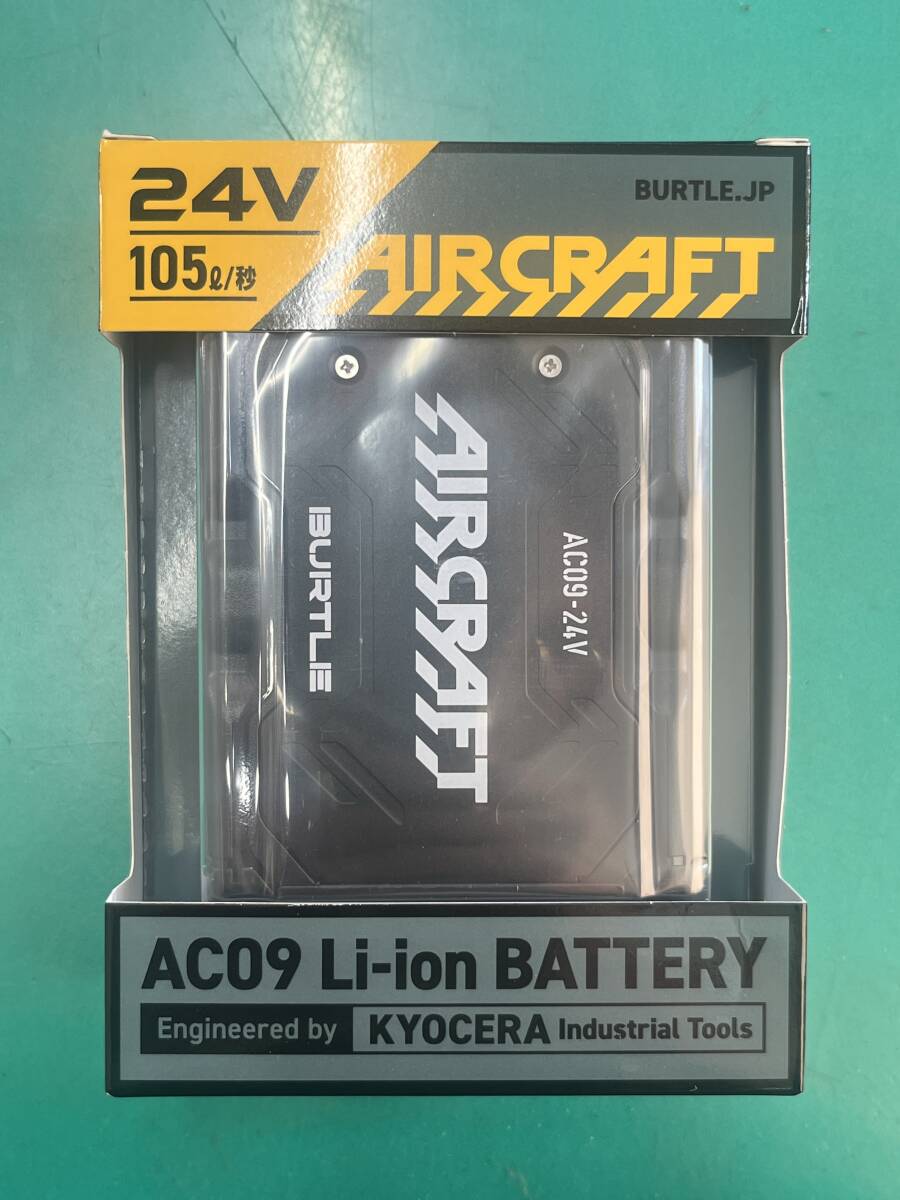 24V
105ℓ/秒
BURTLE.JP
AIRCRAFT
BURTLE
AIRCRAFT
AC09-24V
AC09 Li-ion BATTERY
Engineered by KYOCERA Industrial Tools